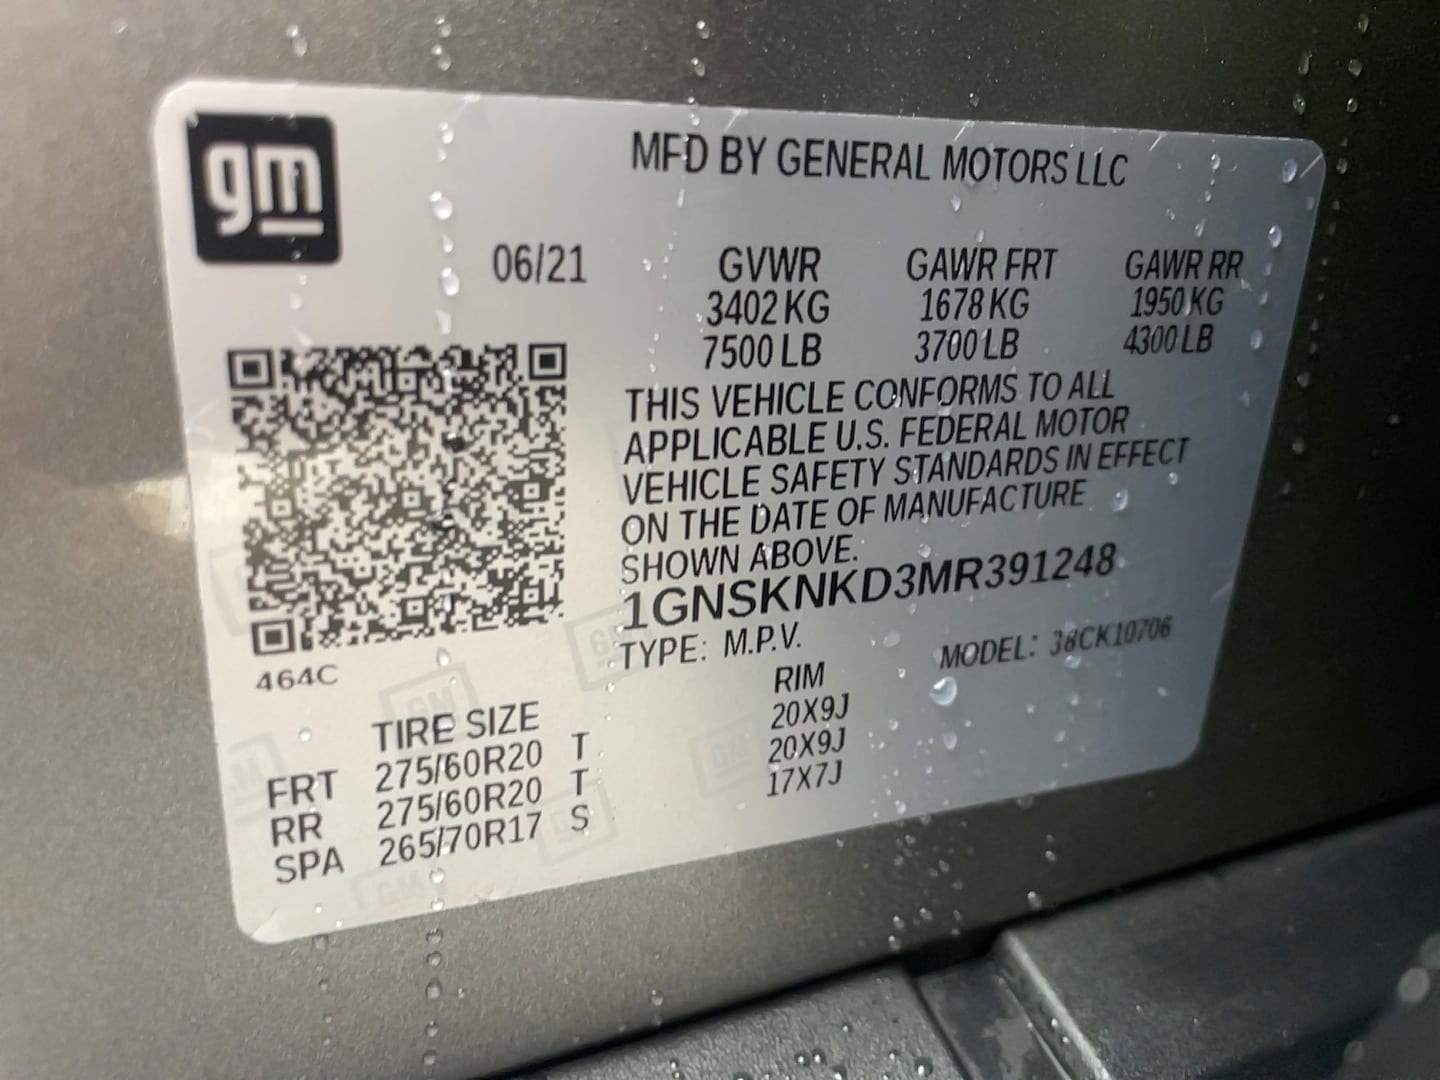 gm
MFD BY GENERAL MOTORS LLC
06/21 GVWR GAWR FRT GAWR RR
3402 KG 1678 KG 1950 KG
7500 LB 3700 LB 4300 LB
THIS VEHICLE CONFORMS TO ALL
APPLICABLE U.S. FEDERAL MOTOR
VEHICLE SAFETY STANDARDS IN EFFECT
ON THE DATE OF MANUFACTURE
SHOWN ABOVE.
1GNSKNKD3MR391248
TYPE: M.P.V. MODEL: 38CK10706
464C
TIRE SIZE RIM
FRT 275/60R20 T 20X9J
RR 275/60R20 T 20X9J
SPA 265/70R17 S 17X7J